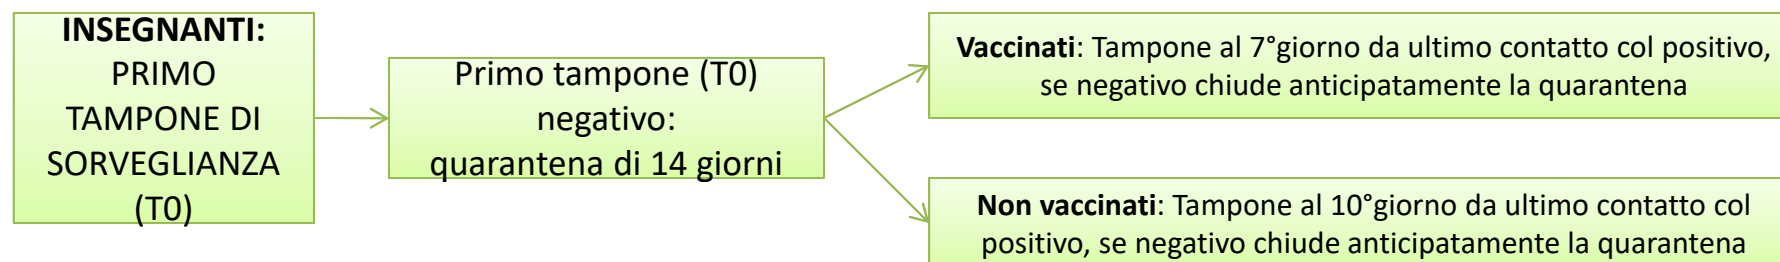 INSEGNANTI:
PRIMO
TAMPONE DI
SORVEGLIANZA
(T0)
Primo tampone (T0)
negativo:
quarantena di 14 giorni
Vaccinati: Tampone al 7°giorno da ultimo contatto col positivo,
se negativo chiude anticipatamente la quarantena
Non vaccinati: Tampone al 10°giorno da ultimo contatto col
positivo, se negativo chiude anticipatamente la quarantena